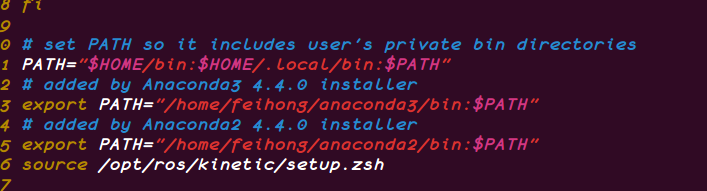 8 fi
9
0 # set PATH so it includes user's private bin directories
1 PATH="$HOME/bin:$HOME/.local/bin:$PATH"
2 # added by Anaconda3 4.4.0 installer
3 export PATH="/home/feihong/anaconda3/bin:$PATH"
4 # added by Anaconda2 4.4.0 installer
5 export PATH="/home/feihong/anaconda2/bin:$PATH"
6 source /opt/ros/kinetic/setup.zsh
7